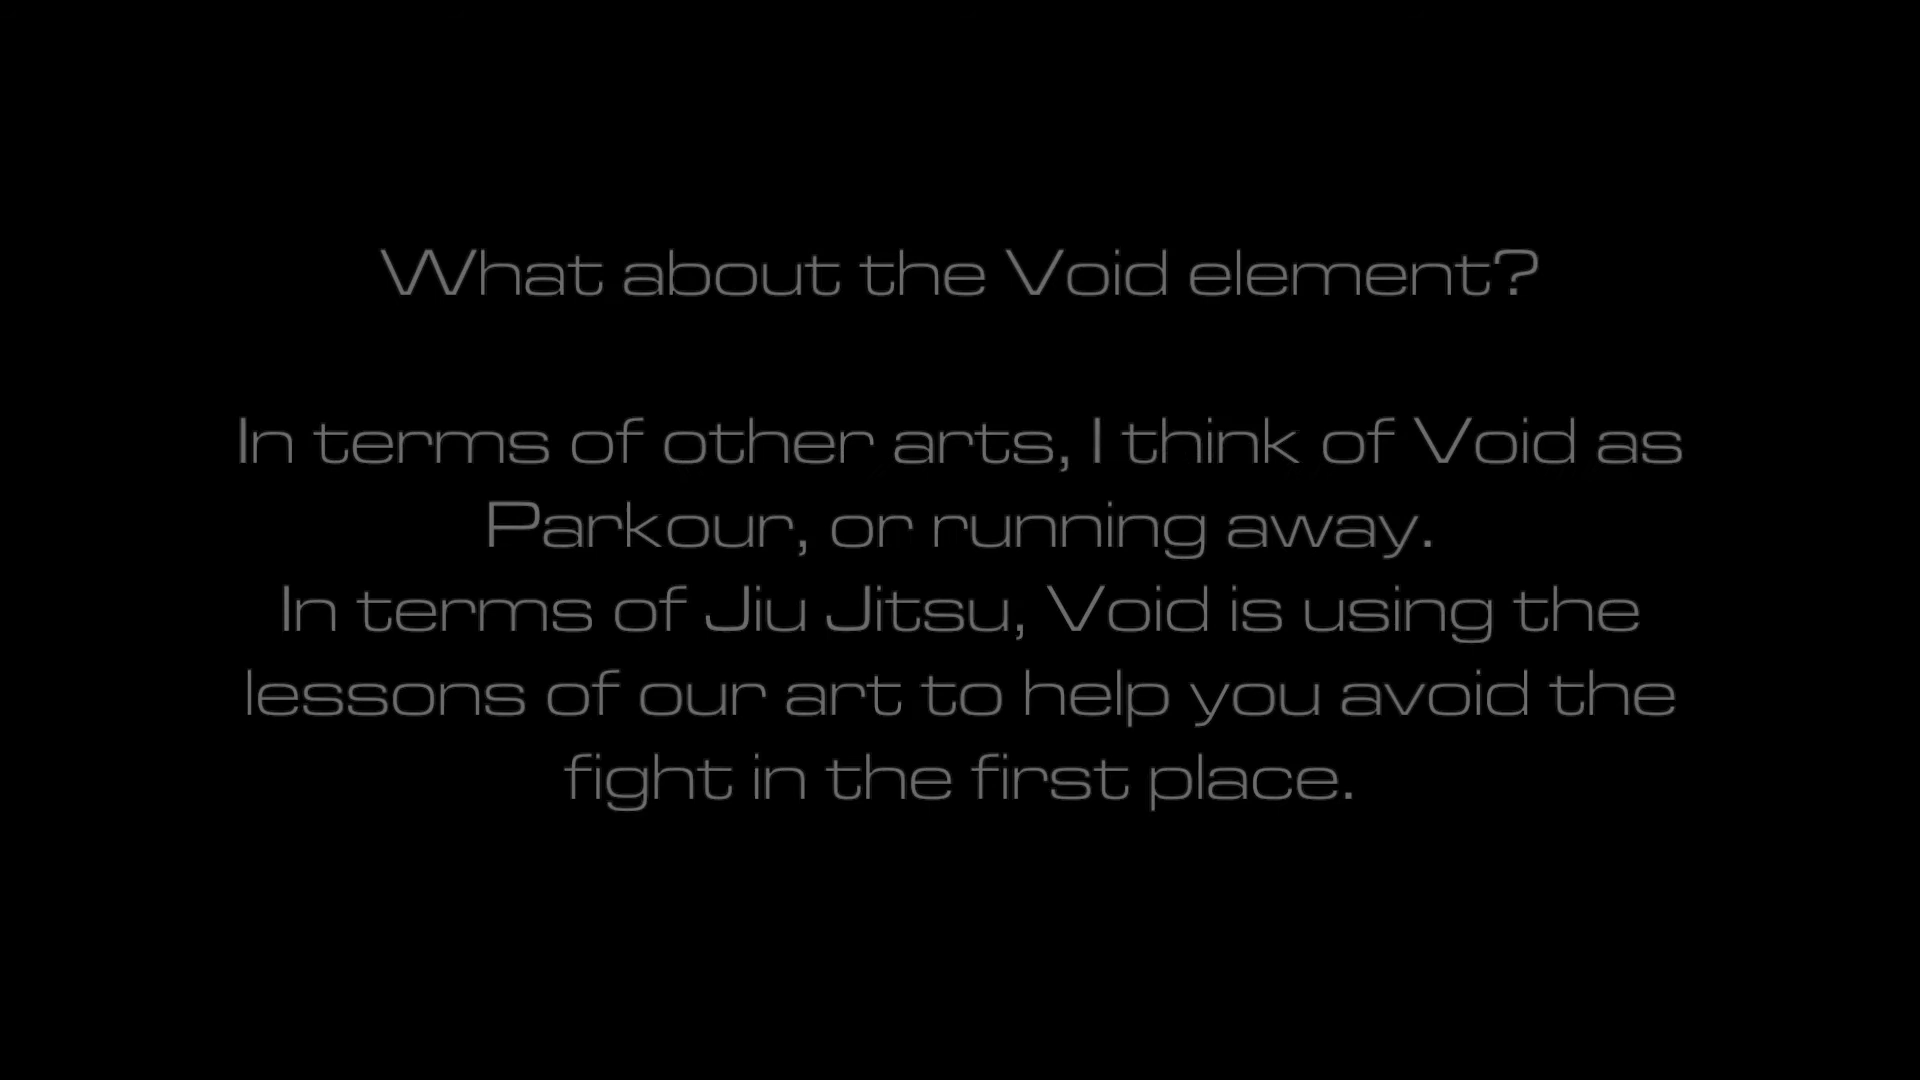 What about the Void element?
In terms of other arts, I think of Void as
Parkour, or running away.
In terms of Jiu Jitsu, Void is using the
lessons of our art to help you avoid the
fight in the first place.